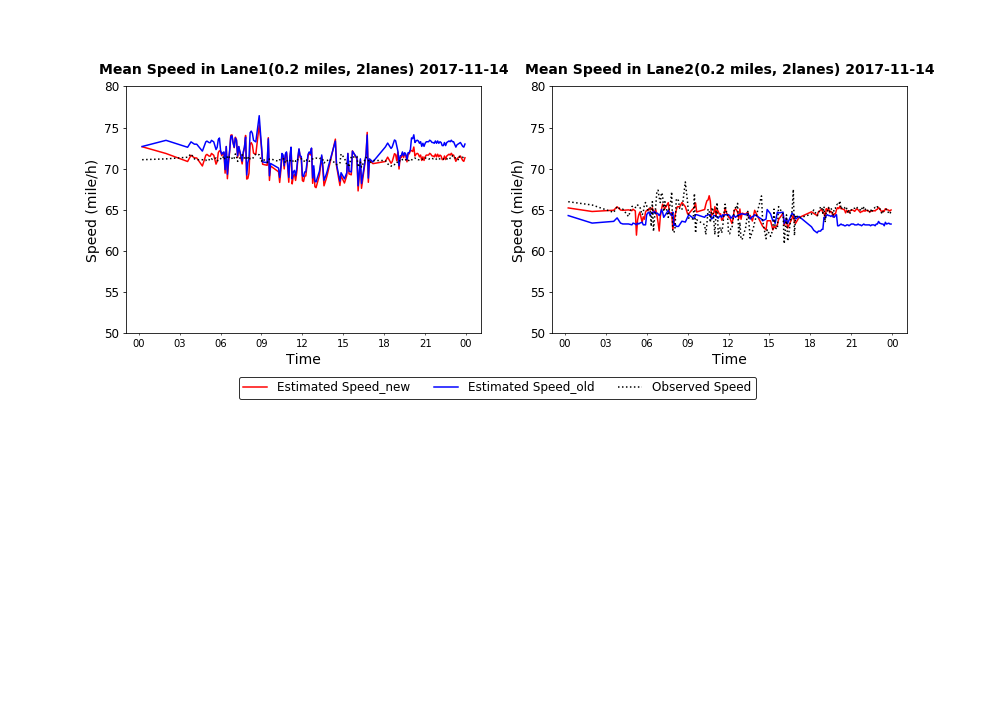 Mean Speed in Lane1(0.2 miles, 2lanes) 2017-11-14
80
75
70
65
60
55
50
Speed (mile/h)
00 03 06 09 12 15 18 21 00
Time
Mean Speed in Lane2(0.2 miles, 2lanes) 2017-11-14
80
75
70
65
60
55
50
Speed (mile/h)
00 03 06 09 12 15 18 21 00
Time
Estimated Speed_new Estimated Speed_old Observed Speed